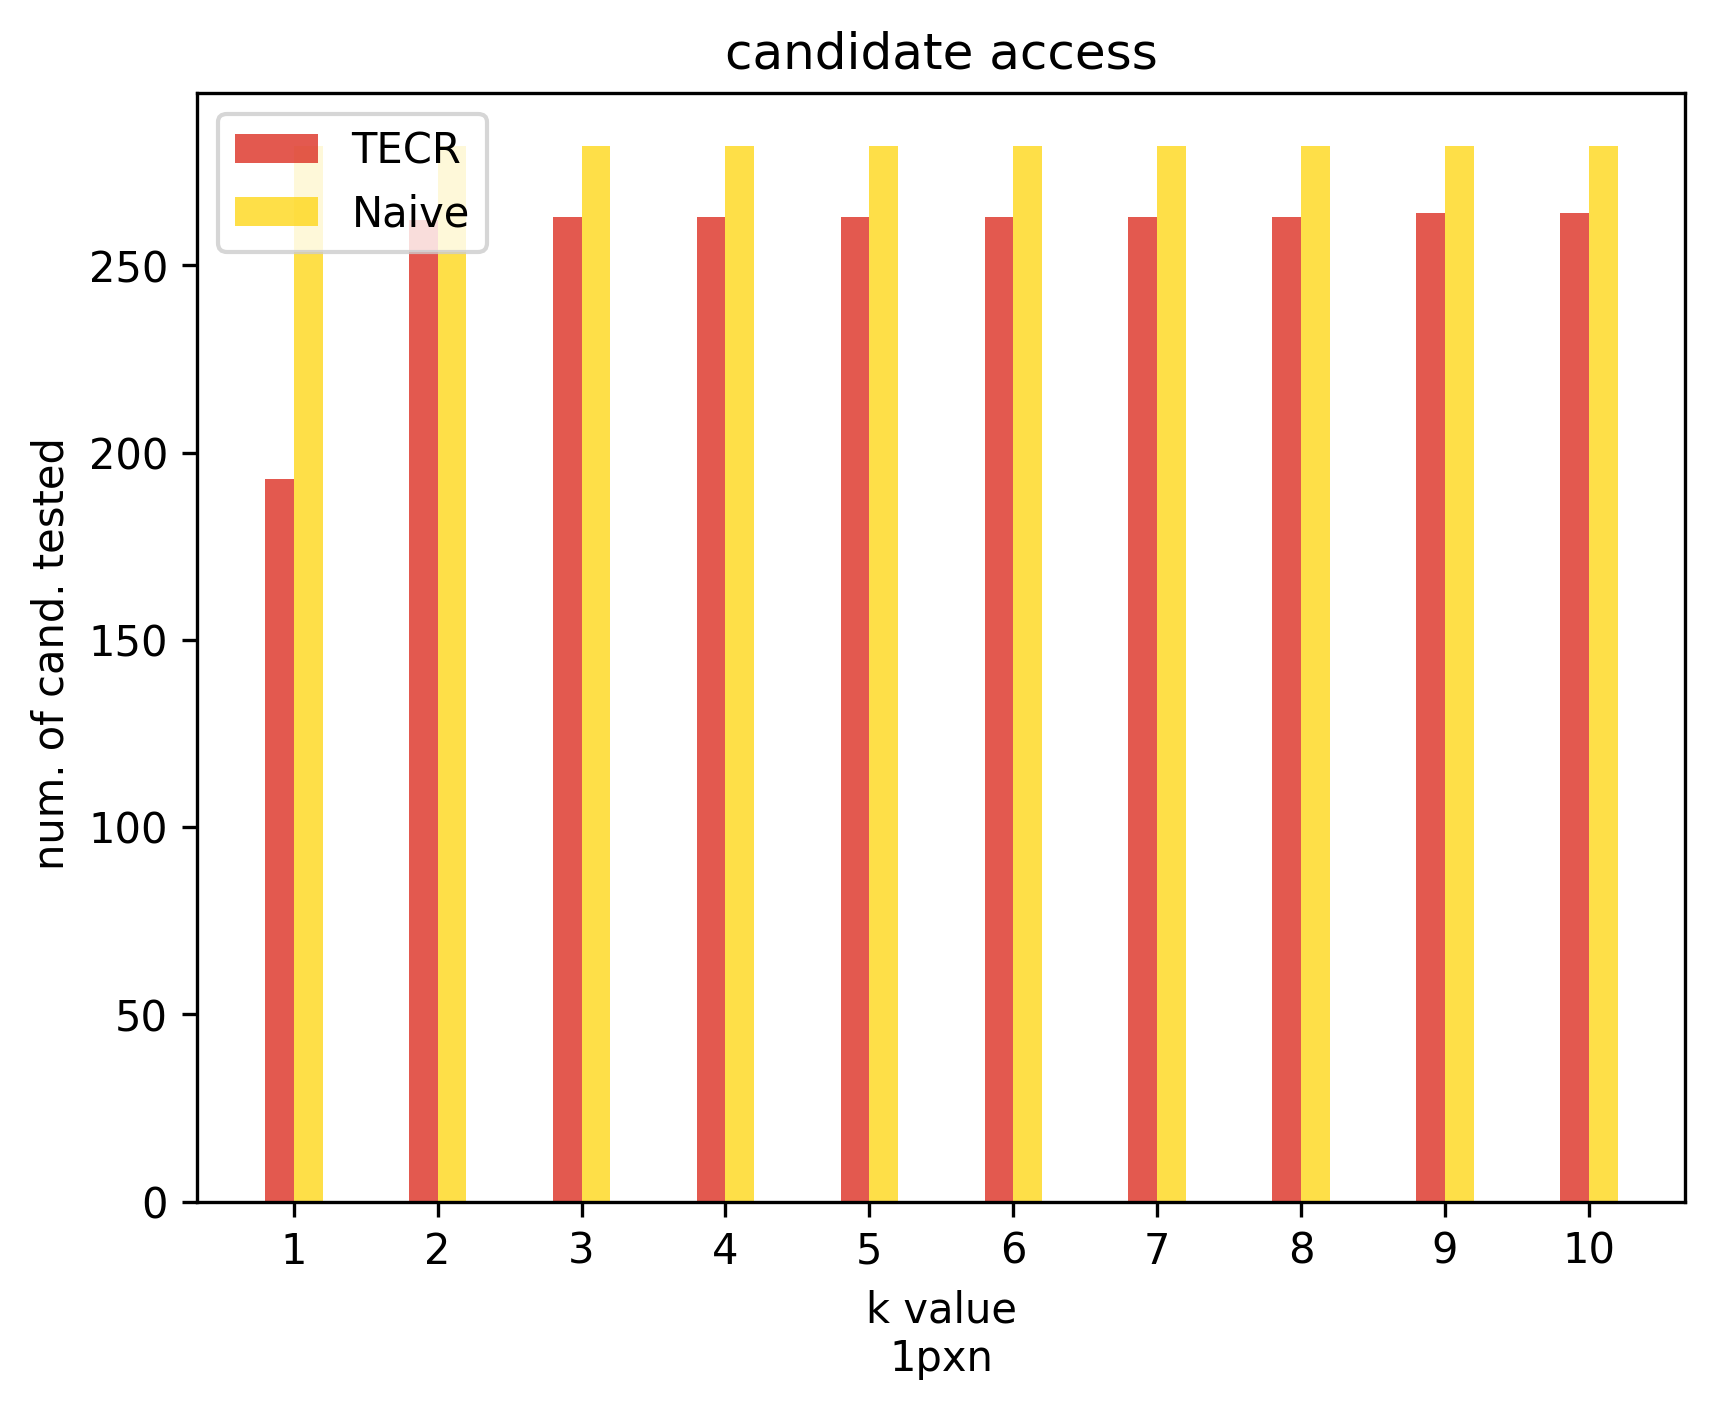 candidate access
TECR
Naive
num. of cand. tested
250
200
150
100
50
0
1 2 3 4 5 6 7 8 9 10
k value
1pxn